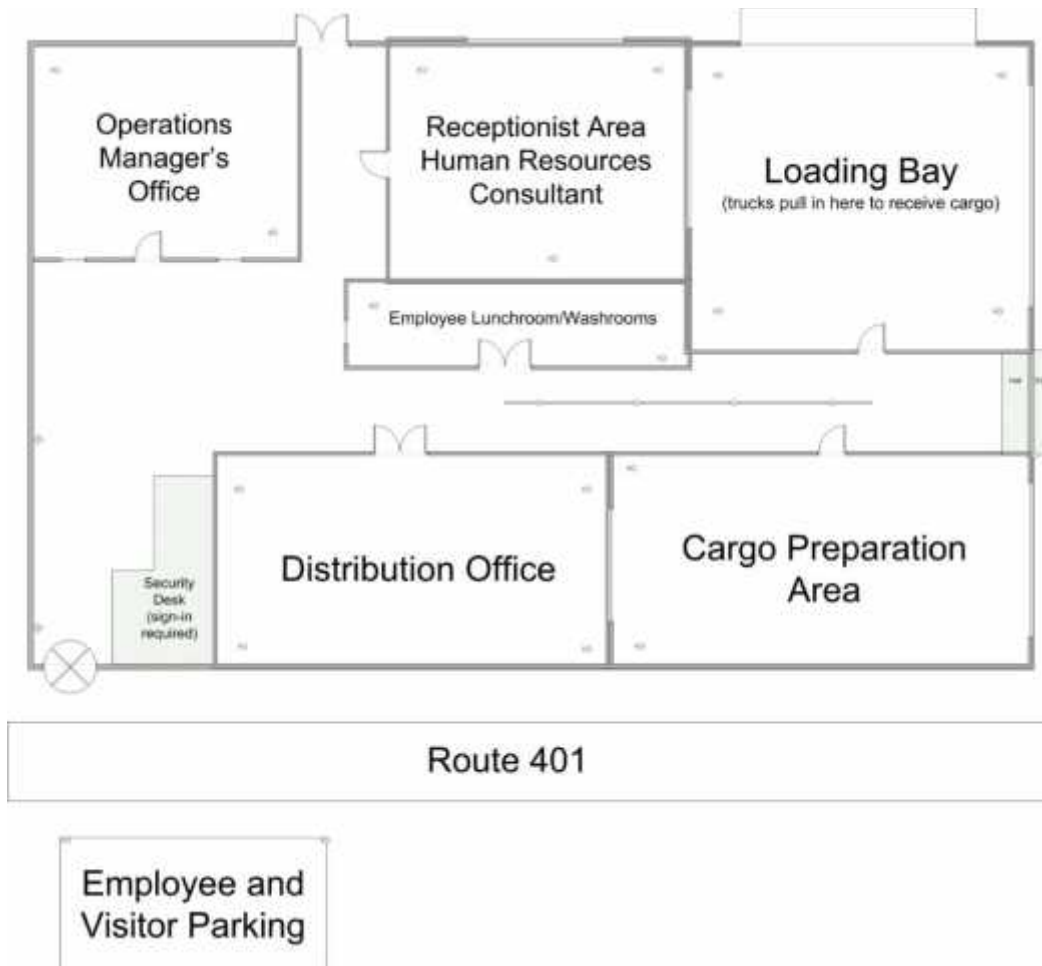 Operations
Manager's
Office
Receptionist Area
Human Resources
Consultant
Loading Bay
(trucks pull in here to receive cargo)
Employee Lunchroom/Washrooms
Security
Desk
(sign-in
required)
Distribution Office
Cargo Preparation
Area
Route 401
Employee and
Visitor Parking